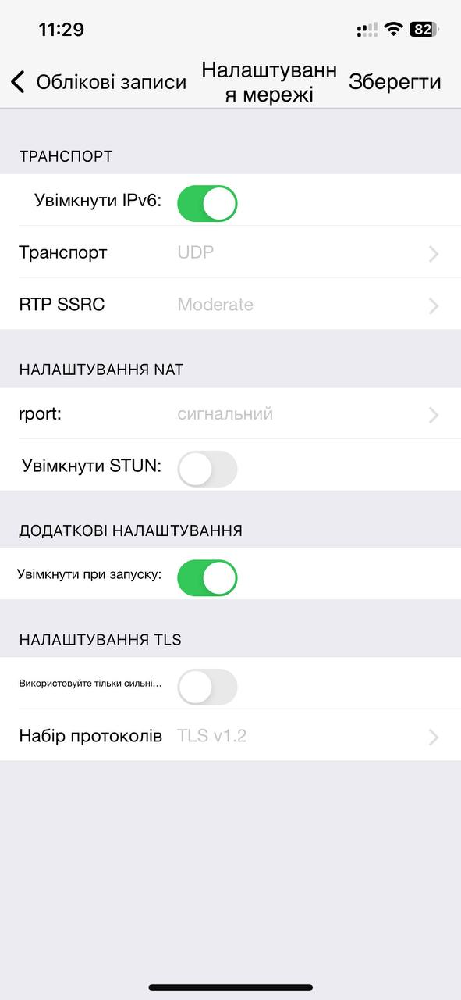 11:29
82
Облікові записи
Налаштуванн
я мережі
Зберегти
ТРАНСПОРТ
Увімкнути IPv6:
Транспорт UDP
RTP SSRC Moderate
НАЛАШТУВАННЯ NAT
rport: сигнальний
Увімкнути STUN:
ДОДАТКОВІ НАЛАШТУВАННЯ
Увімкнути при запуску:
НАЛАШТУВАННЯ TLS
Використовуйте тільки сильні...
Набір протоколів TLS v1.2